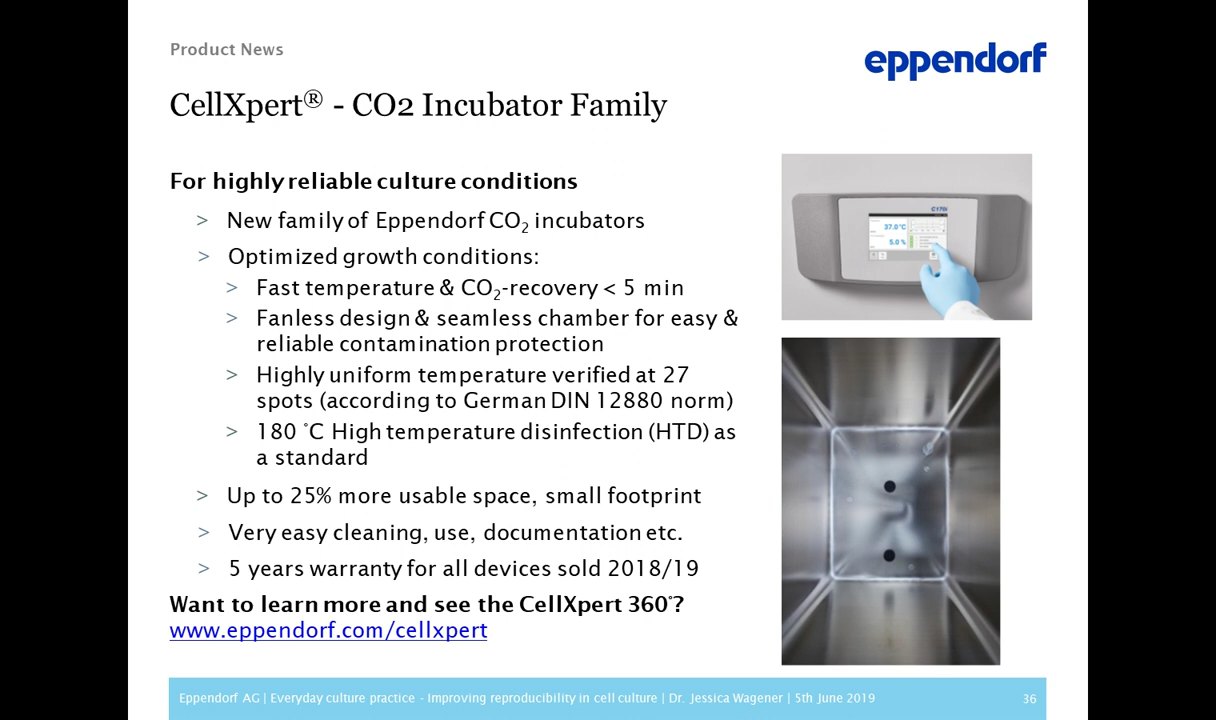 Product News
eppendorf
CellXpert® - CO2 Incubator Family
For highly reliable culture conditions
> New family of Eppendorf CO₂ incubators
> Optimized growth conditions:
> Fast temperature & CO₂-recovery < 5 min
> Fanless design & seamless chamber for easy &
reliable contamination protection
> Highly uniform temperature verified at 27
spots (according to German DIN 12880 norm)
> 180 ˚C High temperature disinfection (HTD) as
a standard
> Up to 25% more usable space, small footprint
> Very easy cleaning, use, documentation etc.
> 5 years warranty for all devices sold 2018/19
Want to learn more and see the CellXpert 360˚?
www.eppendorf.com/cellxpert
C170i
37.0°C
5.0 %
Eppendorf AG | Everyday culture practice - Improving reproducibility in cell culture | Dr. Jessica Wagener | 5th June 2019
36